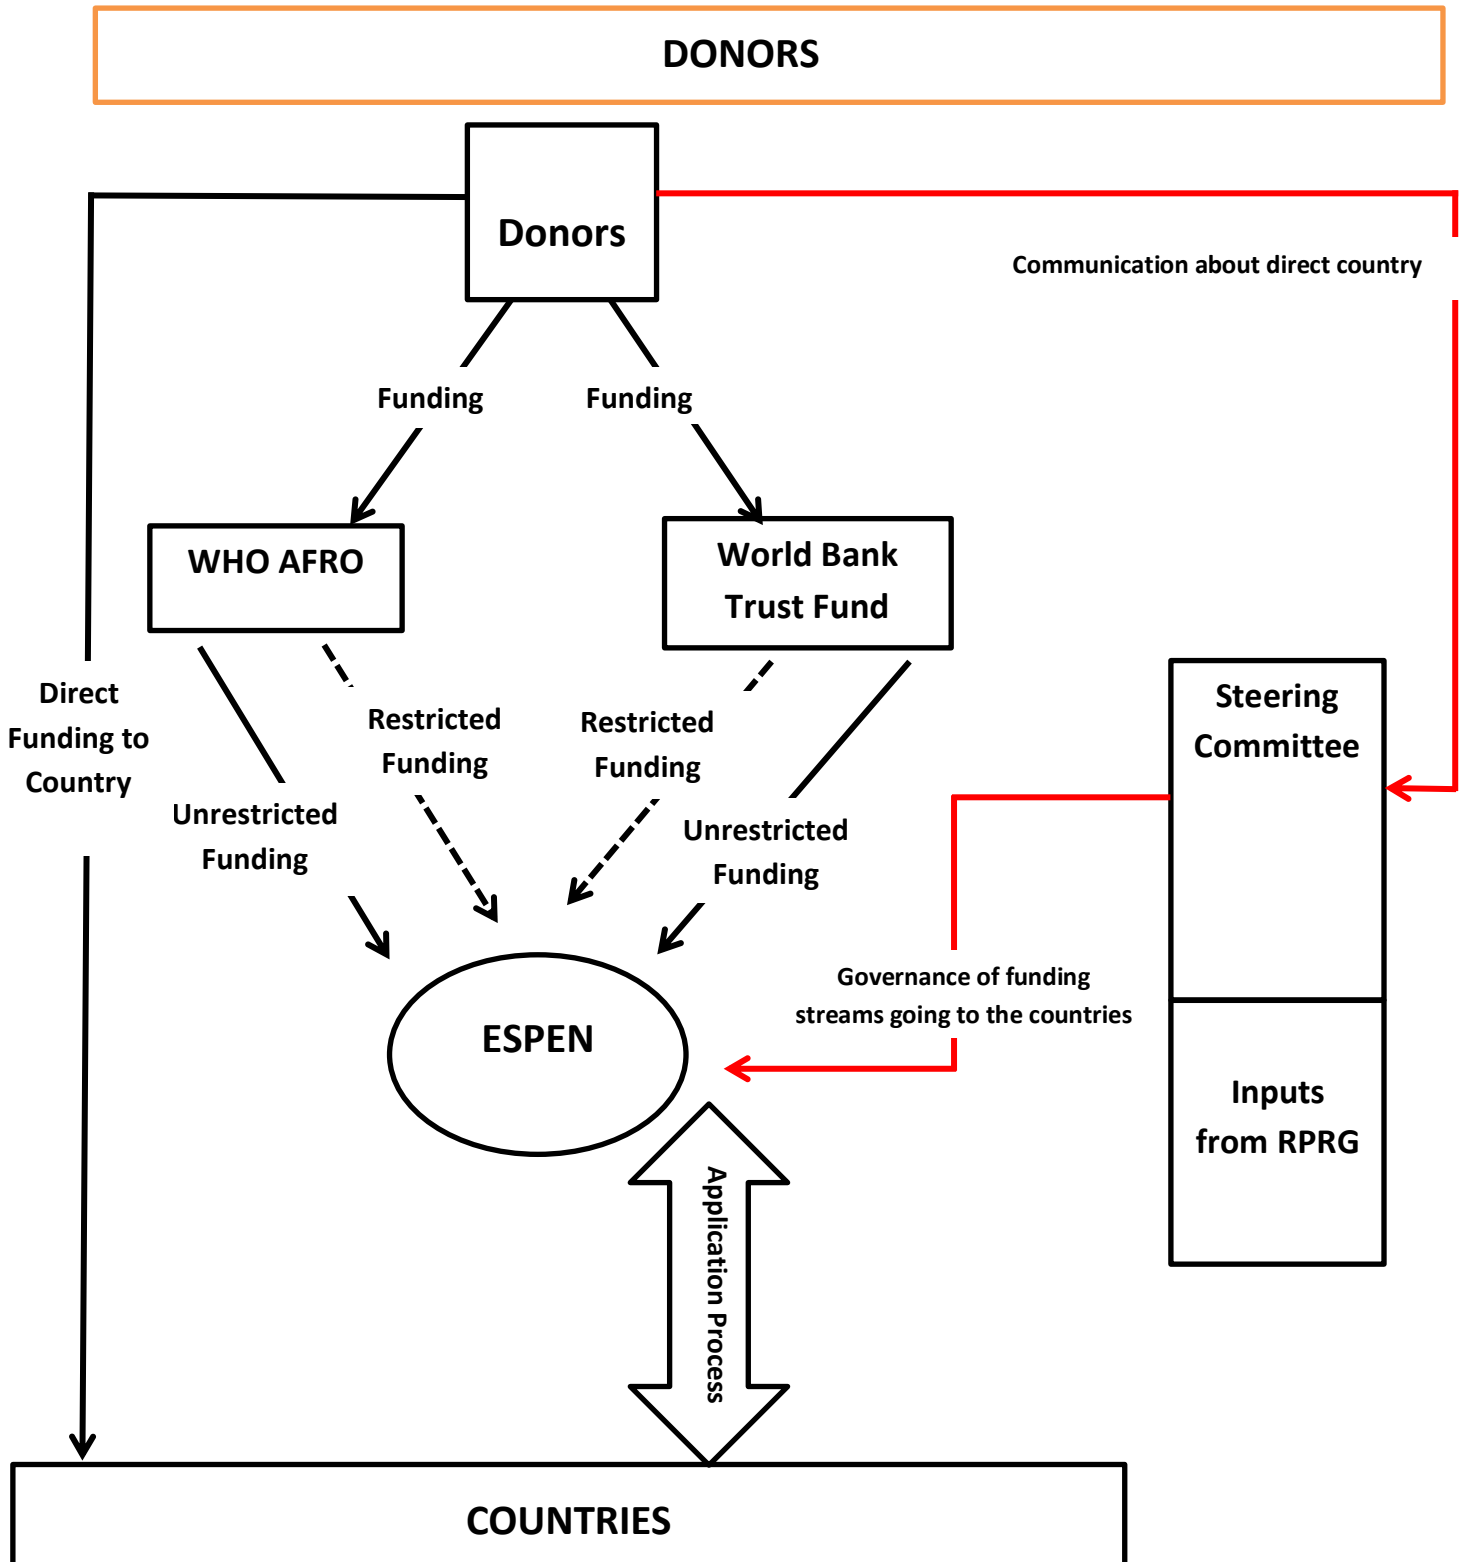 DONORS
Donors
Communication about direct country
Funding
Funding
WHO AFRO
World Bank
Trust Fund
Direct
Funding to
Country
Restricted
Funding
Restricted
Funding
Unrestricted
Funding
Unrestricted
Funding
Steering
Committee
Governance of funding
streams going to the countries
ESPEN
Inputs
from RPRG
Application Process
COUNTRIES